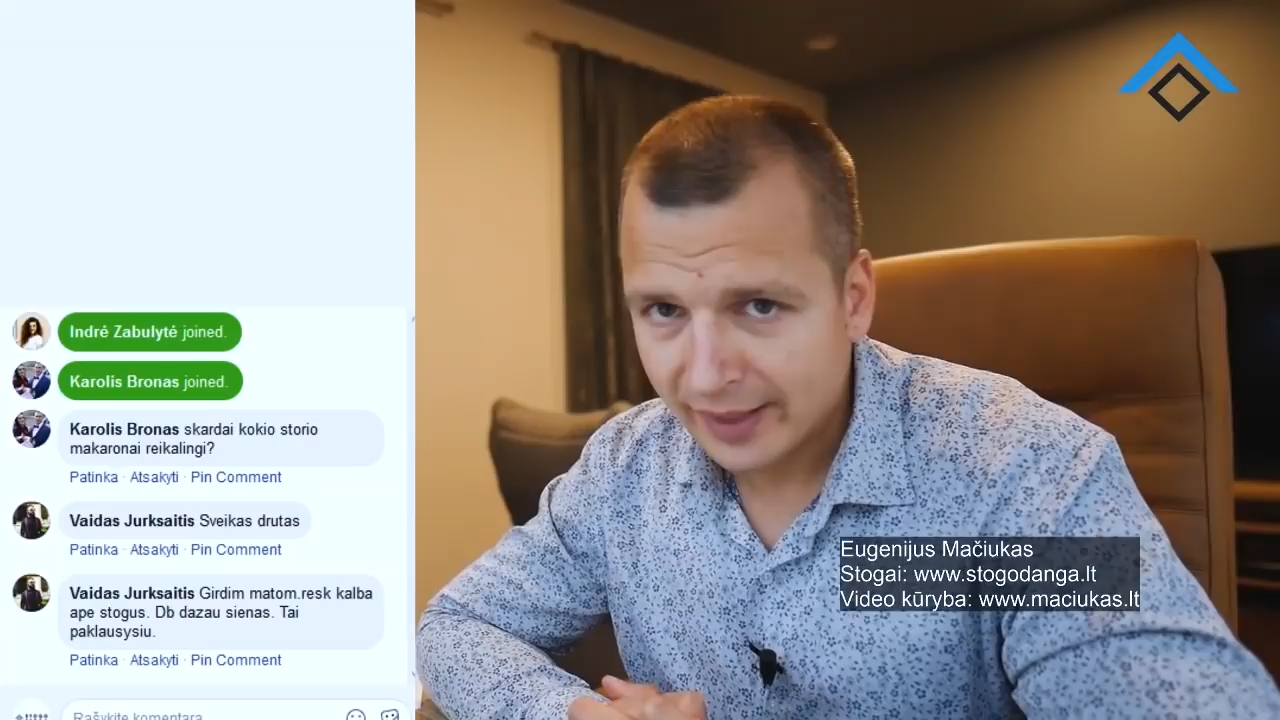 Indrė Zabulytė joined.
Karolis Bronas joined.
Karolis Bronas skardai kokio storio
makaronai reikalingi?
Patinka · Atsakyti · Pin Comment
Vaidas Jurksaitis Sveikas drutas
Patinka · Atsakyti · Pin Comment
Vaidas Jurksaitis Girdim matom.resk kalba
ape stogus. Db dazau sienas. Tai
paklausysiu.
Patinka · Atsakyti · Pin Comment
Rašykite komentarą
Eugenijus Mačiukas
Stogai: www.stogodanga.lt
Video kūryba: www.maciukas.lt